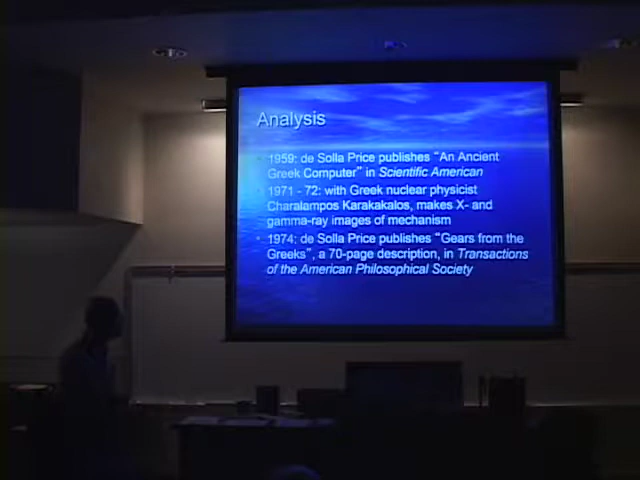 Analysis
• 1959: de Solla Price publishes "An Ancient
Greek Computer" in Scientific American
• 1971 - 72: with Greek nuclear physicist
Charalampos Karakakalos, makes X- and
gamma-ray images of mechanism
• 1974: de Solla Price publishes "Gears from the
Greeks", a 70-page description, in Transactions
of the American Philosophical Society